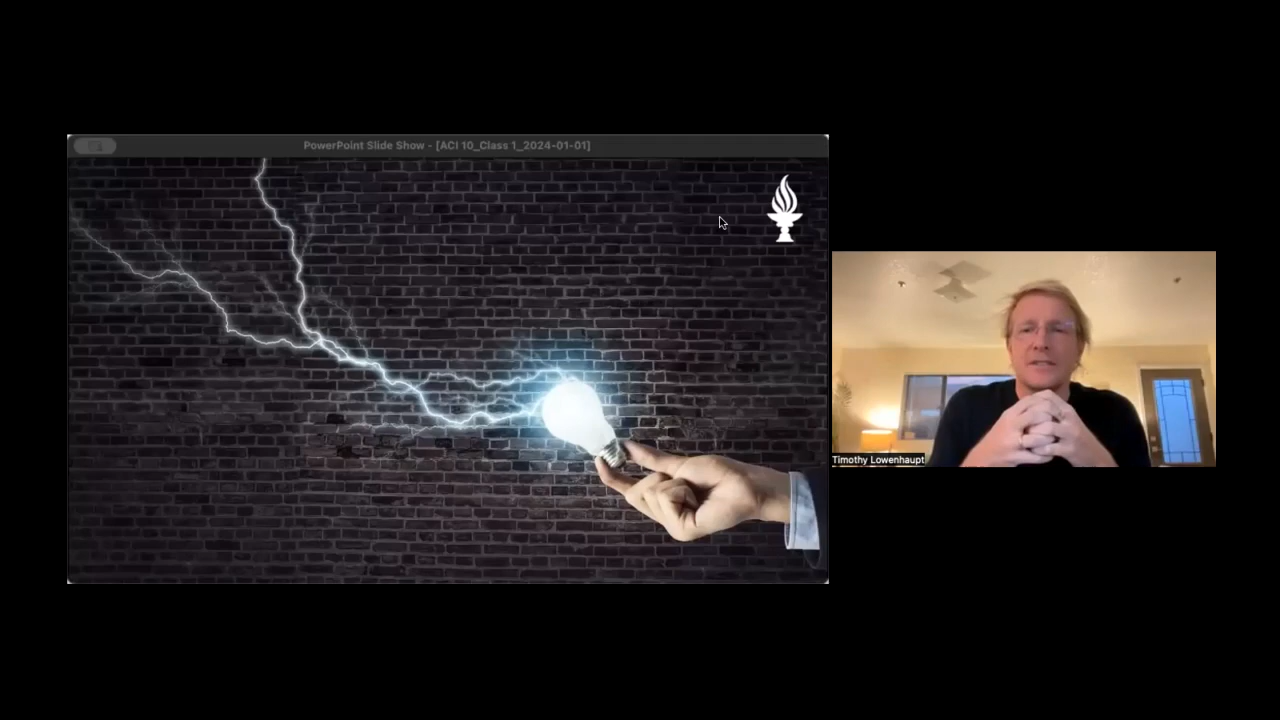 PowerPoint Slide Show - [ACI 10_Class 1_2024-01-01]
Timothy Lowenhaupt